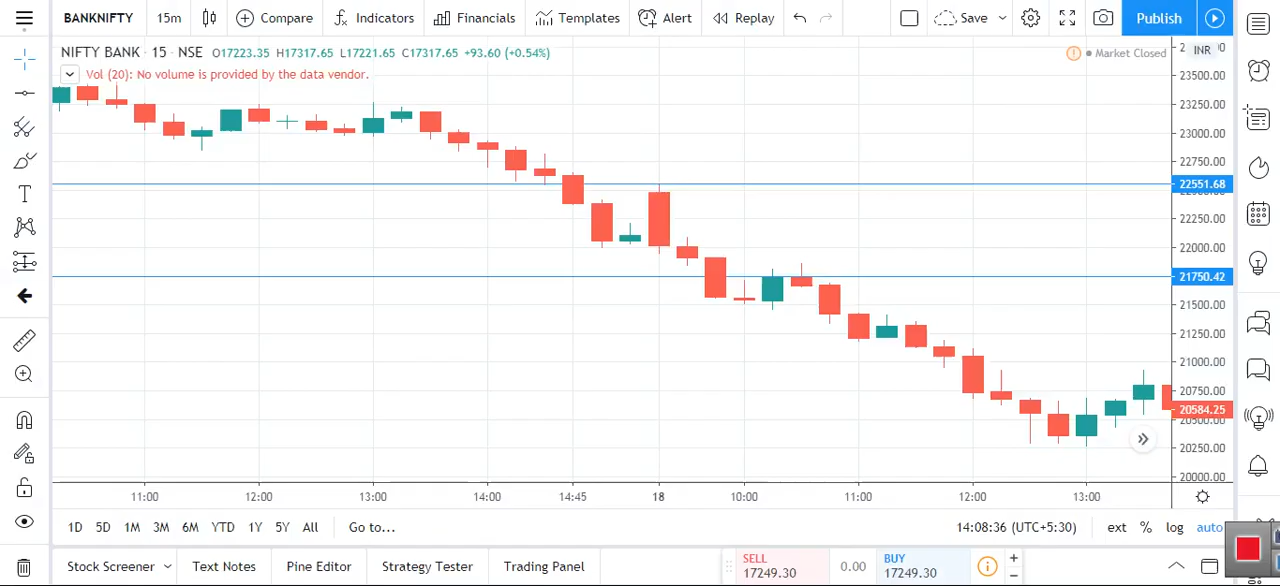 BANKNIFTY 15m Compare Indicators Financials Templates Alert Replay Save Publish
NIFTY BANK · 15 · NSE O17223.35 H17317.65 L17221.65 C17317.65 +93.60 (+0.54%) Market Closed INR
Vol (20): No volume is provided by the data vendor.
23500.00
23250.00
23000.00
22750.00
22551.68
22250.00
22000.00
21750.42
21500.00
21250.00
21000.00
20750.00
20584.25
20250.00
20000.00
11:00 12:00 13:00 14:00 14:45 18 10:00 11:00 12:00 13:00
1D 5D 1M 3M 6M YTD 1Y 5Y All Go to... 14:08:36 (UTC+5:30) ext % log auto
Stock Screener Text Notes Pine Editor Strategy Tester Trading Panel SELL 17249.30 0.00 BUY 17249.30